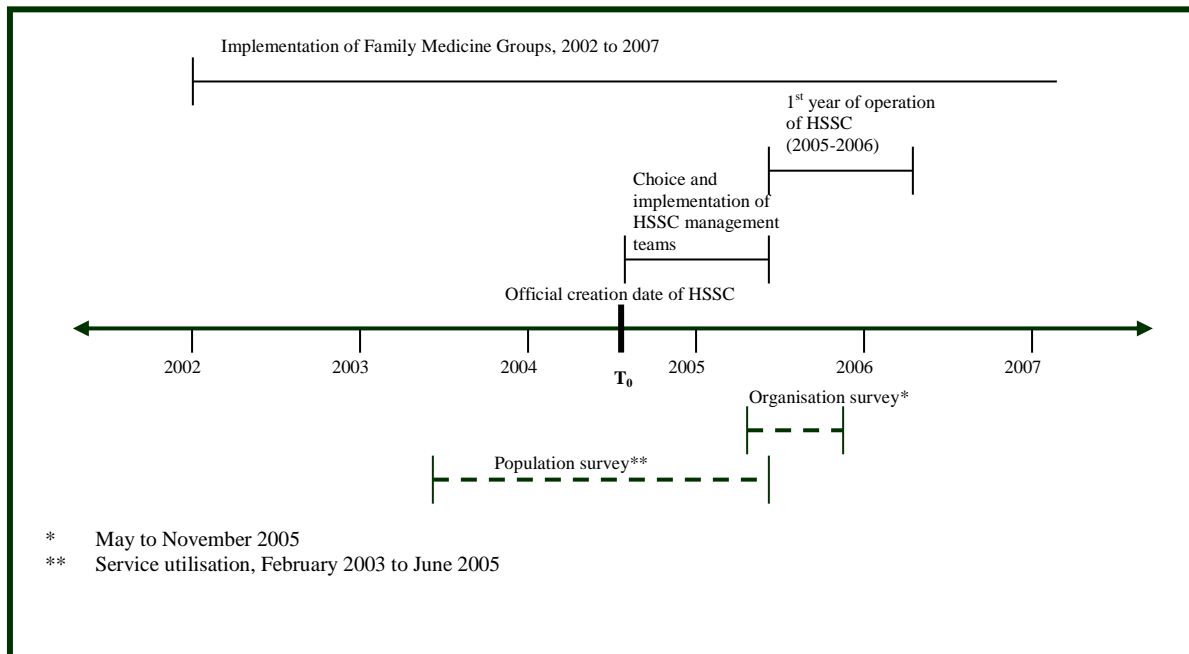 Implementation of Family Medicine Groups, 2002 to 2007
1st year of operation
of HSSC
(2005-2006)
Choice and
implementation of
HSSC management
teams
Official creation date of HSSC
2002
2003
2004
T0
2005
2006
2007
Organisation survey*
Population survey**
* May to November 2005
** Service utilisation, February 2003 to June 2005